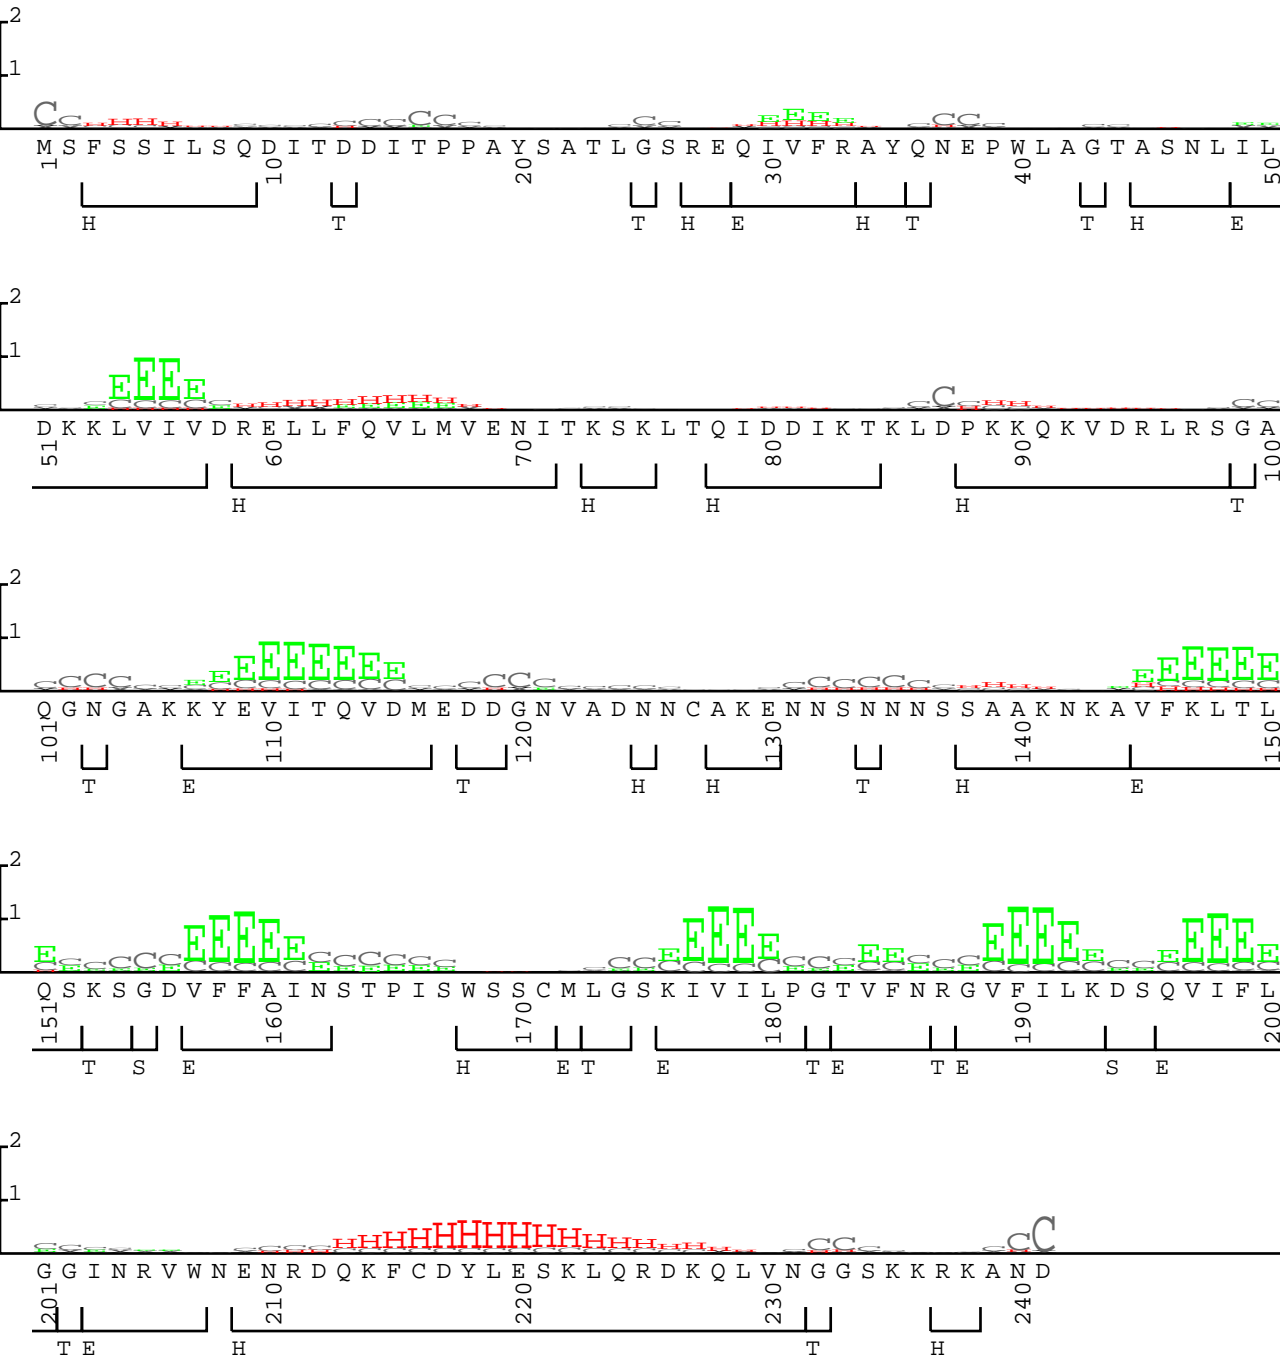 2
1
M S F S S I L S Q D I T D D I T P P A Y S A T L G S R E Q I V F R A Y Q N E P W L A G T A S N L I L
1 10 20 30 40 50
H T T H E H T T H E
2
1
E E E E
D K K L V I V D R E L L F Q V L M V E N I T K S K L T Q I D D I K T K L D P K K Q K V D R L R S G A
51 60 70 80 90 100
H H H H T
2
1
E E E E E E E E E E E E E E E
Q G N G A K K Y E V I T Q V D M E D D G N V A D N N C A K E N N S N N N S S A A K N K A V F K L T L
101 110 120 130 140 150
T E T H H T H E
2
1
E E E E E E E E E E E E E E E E E E E E E E E E
Q S K S G D V F F A I N S T P I S W S S C M L G S K I V I L P G T V F N R G V F I L K D S Q V I F L
151 160 170 180 190 200
T S E H E T E T E T E S E
2
1
H H H H H H H H H H H H H C C
G G I N R V W N E N R D Q K F C D Y L E S K L Q R D K Q L V N G G S K K R K A N D
201 210 220 230 240
T E H T H